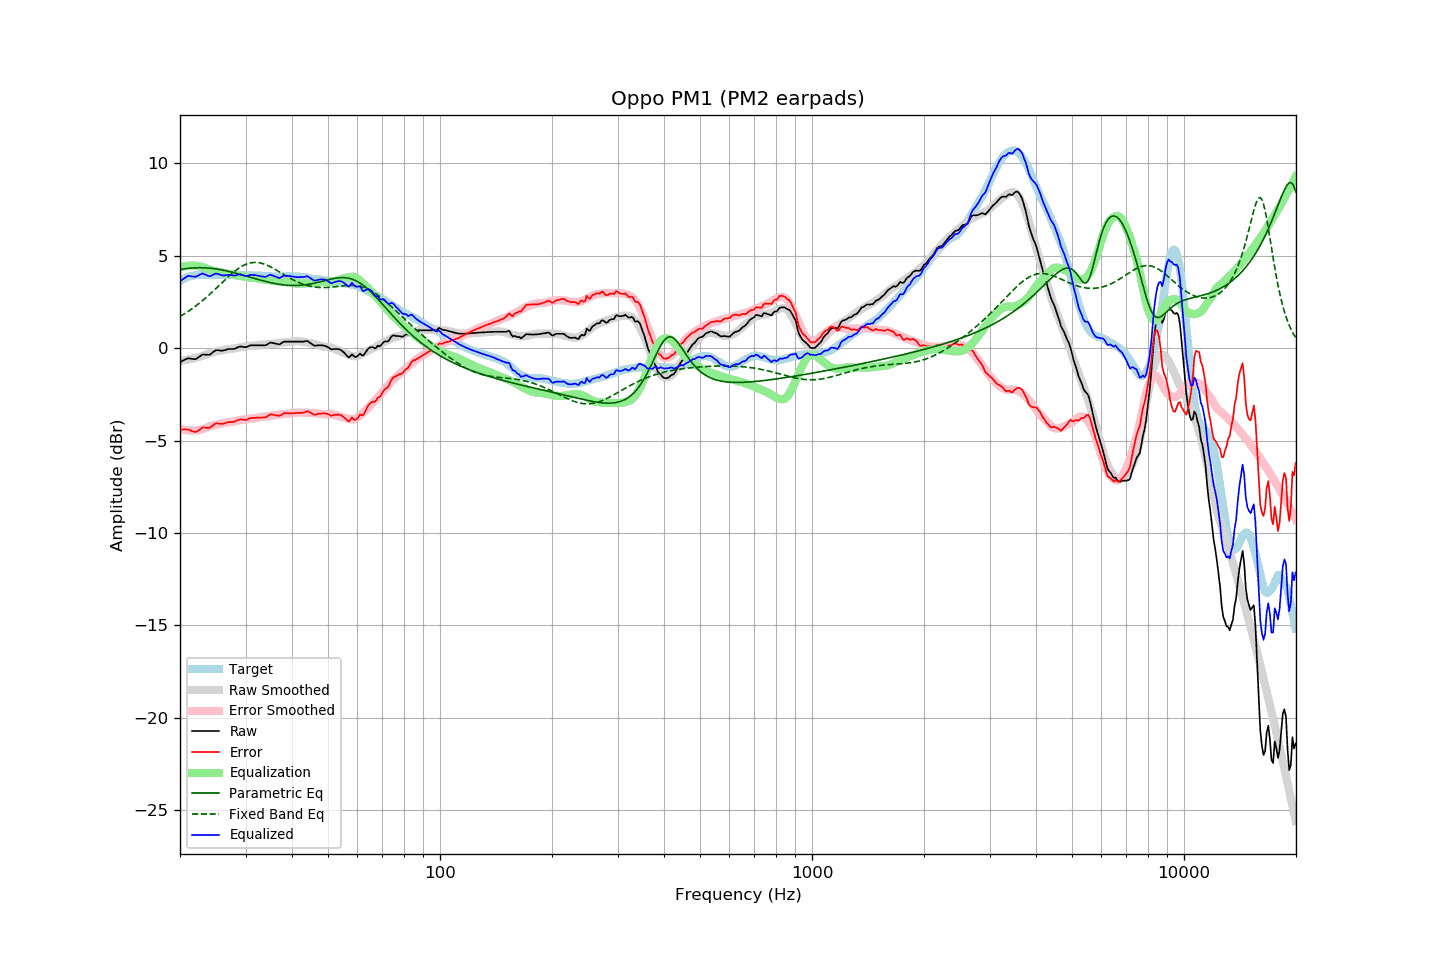 Oppo PM1 (PM2 earpads)
10
5
0
−5
−10
−15
−20
−25
Amplitude (dBr)
Target
Raw Smoothed
Error Smoothed
Raw
Error
Equalization
Parametric Eq
Fixed Band Eq
Equalized
100
1000
10000
Frequency (Hz)